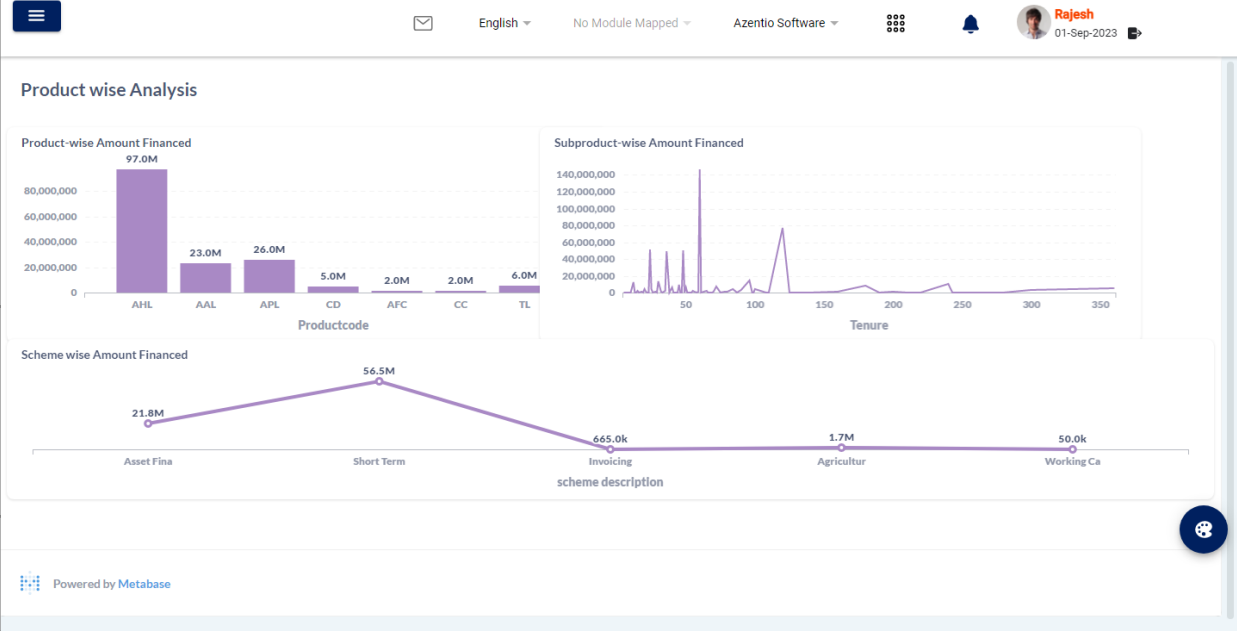 English
No Module Mapped
Azentio Software
Rajesh
01-Sep-2023
Product wise Analysis
Product-wise Amount Financed
97.0M
80,000,000
60,000,000
40,000,000
20,000,000
0
23.0M
26.0M
5.0M
2.0M
2.0M
6.0M
AHL AAL APL CD AFC CC TL
Productcode
Subproduct-wise Amount Financed
140,000,000
120,000,000
100,000,000
80,000,000
60,000,000
40,000,000
20,000,000
0
50 100 150 200 250 300 350
Tenure
Scheme wise Amount Financed
21.8M
56.5M
665.0k
1.7M
50.0k
Asset Fina Short Term Invoicing Agricultur Working Ca
scheme description
Powered by Metabase